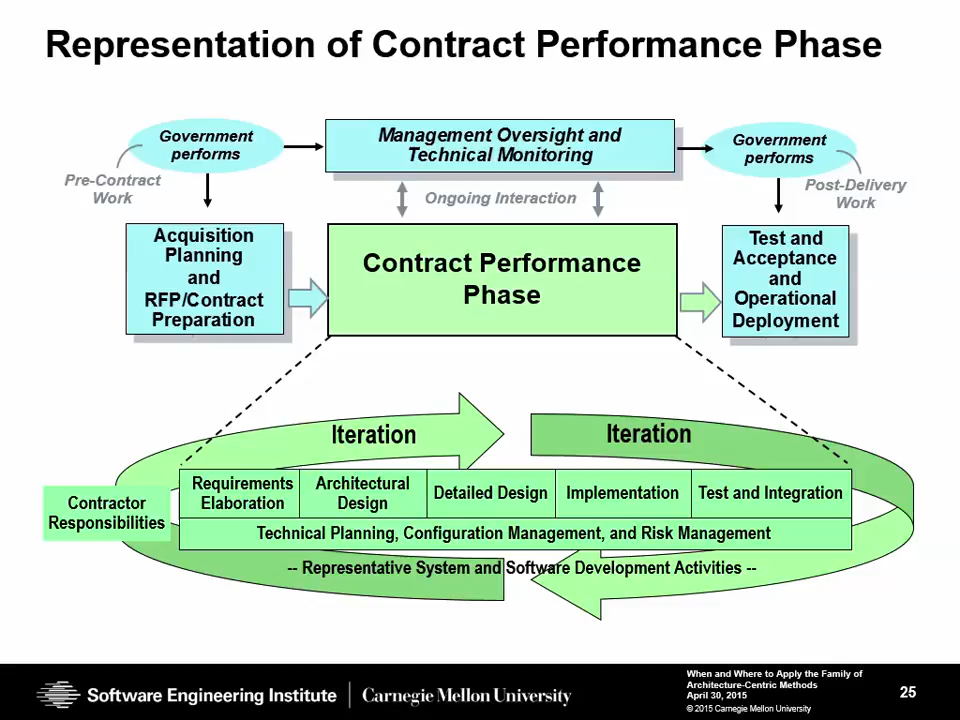 Representation of Contract Performance Phase
Government
performs
Management Oversight and
Technical Monitoring
Government
performs
Pre-Contract
Work
Ongoing Interaction
Post-Delivery
Work
Acquisition
Planning
and
RFP/Contract
Preparation
Contract Performance
Phase
Test and
Acceptance
and
Operational
Deployment
Iteration
Iteration
Contractor
Responsibilities
Requirements
Elaboration
Architectural
Design
Detailed Design
Implementation
Test and Integration
Technical Planning, Configuration Management, and Risk Management
-- Representative System and Software Development Activities --
Software Engineering Institute
Carnegie Mellon University
When and Where to Apply the Family of
Architecture-Centric Methods
April 30, 2015
© 2015 Carnegie Mellon University
25